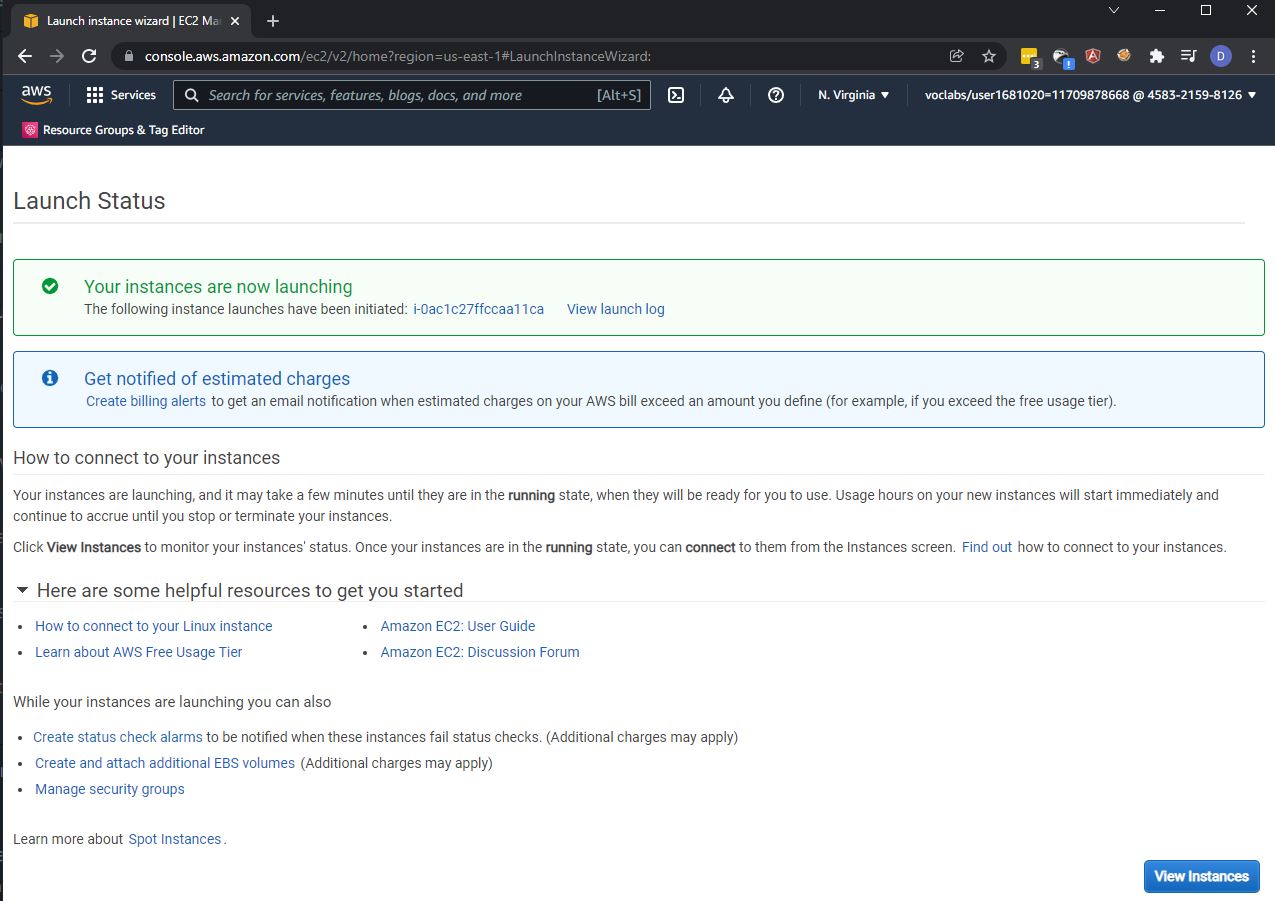 Launch instance wizard | EC2 Ma
console.aws.amazon.com/ec2/v2/home?region=us-east-1#LaunchInstanceWizard:
3
!
D
aws
Services
Search for services, features, blogs, docs, and more
[Alt+S]
N. Virginia
voclabs/user1681020=11709878668 @ 4583-2159-8126
Resource Groups & Tag Editor
Launch Status
Your instances are now launching
The following instance launches have been initiated: i-0ac1c27ffccaa11ca View launch log
Get notified of estimated charges
Create billing alerts to get an email notification when estimated charges on your AWS bill exceed an amount you define (for example, if you exceed the free usage tier).
How to connect to your instances
Your instances are launching, and it may take a few minutes until they are in the running state, when they will be ready for you to use. Usage hours on your new instances will start immediately and
continue to accrue until you stop or terminate your instances.
Click View Instances to monitor your instances' status. Once your instances are in the running state, you can connect to them from the Instances screen. Find out how to connect to your instances.
Here are some helpful resources to get you started
• How to connect to your Linux instance
• Amazon EC2: User Guide
• Learn about AWS Free Usage Tier
• Amazon EC2: Discussion Forum
While your instances are launching you can also
• Create status check alarms to be notified when these instances fail status checks. (Additional charges may apply)
• Create and attach additional EBS volumes (Additional charges may apply)
• Manage security groups
Learn more about Spot Instances.
View Instances